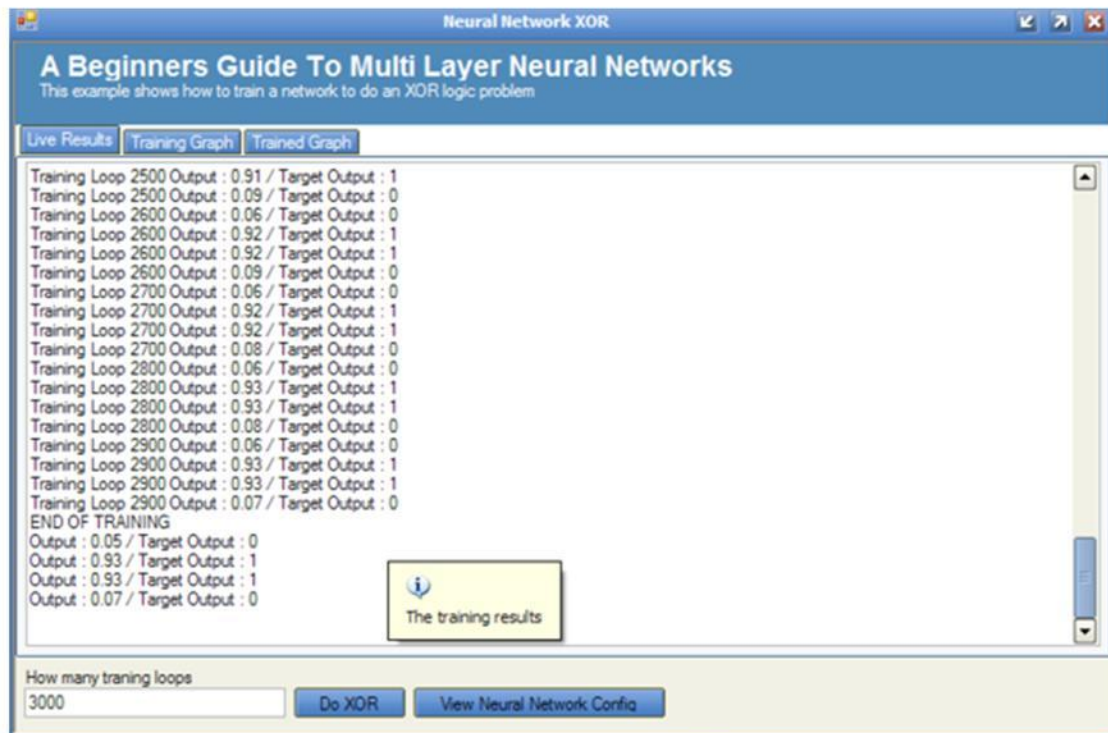 Neural Network XOR
A Beginners Guide To Multi Layer Neural Networks
This example shows how to train a network to do an XOR logic problem
Live Results Training Graph Trained Graph
Training Loop 2500 Output : 0.91 / Target Output : 1
Training Loop 2500 Output : 0.09 / Target Output : 0
Training Loop 2600 Output : 0.06 / Target Output : 0
Training Loop 2600 Output : 0.92 / Target Output : 1
Training Loop 2600 Output : 0.92 / Target Output : 1
Training Loop 2600 Output : 0.09 / Target Output : 0
Training Loop 2700 Output : 0.06 / Target Output : 0
Training Loop 2700 Output : 0.92 / Target Output : 1
Training Loop 2700 Output : 0.92 / Target Output : 1
Training Loop 2700 Output : 0.08 / Target Output : 0
Training Loop 2800 Output : 0.06 / Target Output : 0
Training Loop 2800 Output : 0.93 / Target Output : 1
Training Loop 2800 Output : 0.93 / Target Output : 1
Training Loop 2800 Output : 0.08 / Target Output : 0
Training Loop 2900 Output : 0.06 / Target Output : 0
Training Loop 2900 Output : 0.93 / Target Output : 1
Training Loop 2900 Output : 0.93 / Target Output : 1
Training Loop 2900 Output : 0.07 / Target Output : 0
END OF TRAINING
Output : 0.05 / Target Output : 0
Output : 0.93 / Target Output : 1
Output : 0.93 / Target Output : 1
Output : 0.07 / Target Output : 0
The training results
How many traning loops
3000 Do XOR View Neural Network Config